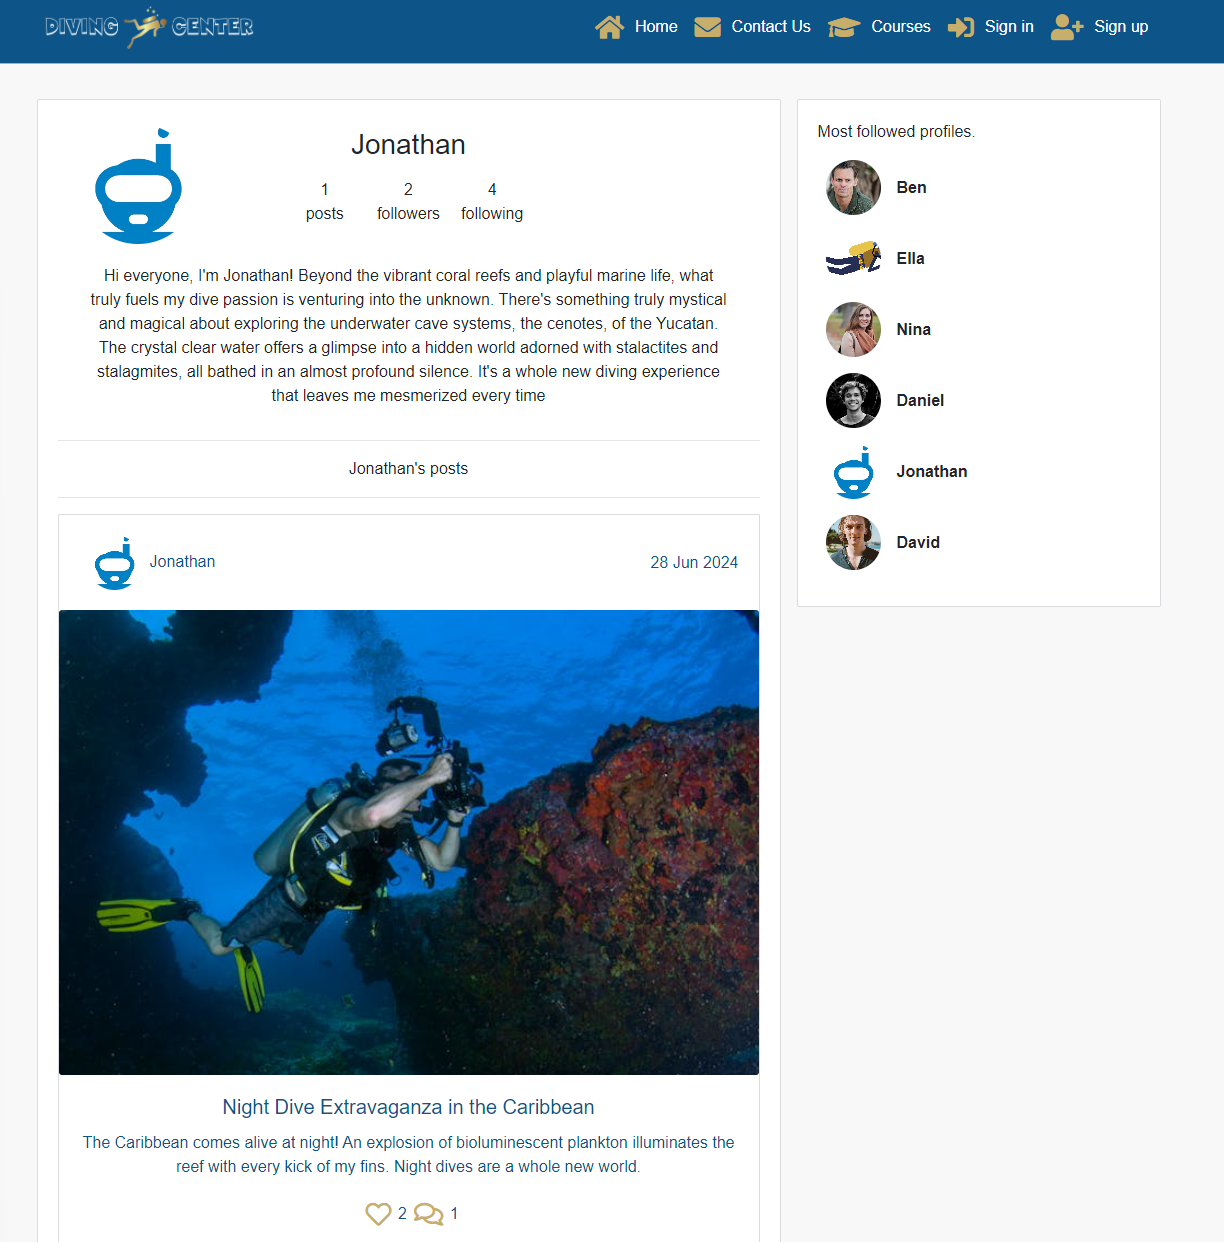 DIVING CENTER
Home
Contact Us
Courses
Sign in
Sign up
Jonathan
1 2 4
posts followers following
Hi everyone, I'm Jonathan! Beyond the vibrant coral reefs and playful marine life, what
truly fuels my dive passion is venturing into the unknown. There's something truly mystical
and magical about exploring the underwater cave systems, the cenotes, of the Yucatan.
The crystal clear water offers a glimpse into a hidden world adorned with stalactites and
stalagmites, all bathed in an almost profound silence. It's a whole new diving experience
that leaves me mesmerized every time
Jonathan's posts
Jonathan
28 Jun 2024
Night Dive Extravaganza in the Caribbean
The Caribbean comes alive at night! An explosion of bioluminescent plankton illuminates the
reef with every kick of my fins. Night dives are a whole new world.
2 1
Most followed profiles.
Ben
Ella
Nina
Daniel
Jonathan
David